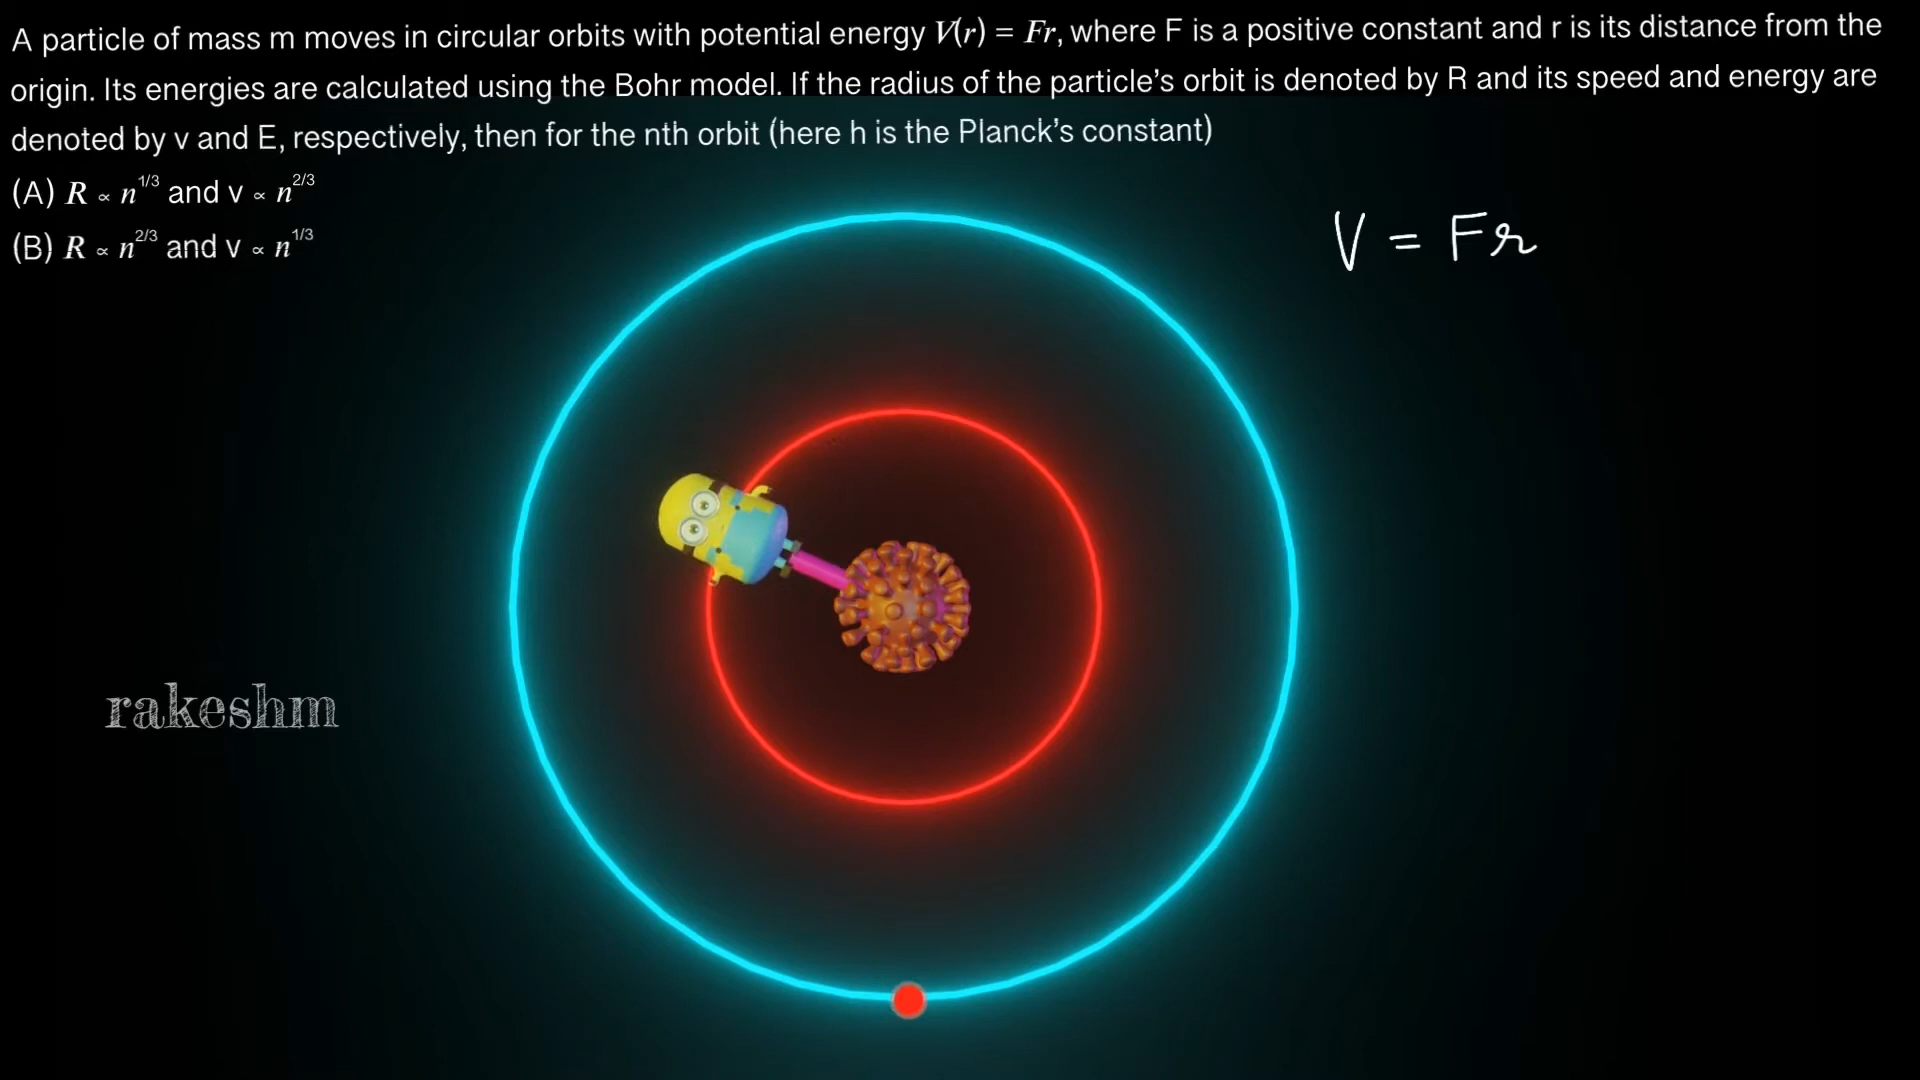 A particle of mass m moves in circular orbits with potential energy V(r) = Fr, where F is a positive constant and r is its distance from the
origin. Its energies are calculated using the Bohr model. If the radius of the particle’s orbit is denoted by R and its speed and energy are
denoted by v and E, respectively, then for the nth orbit (here h is the Planck’s constant)
(A) R ∝ n^1/3 and v ∝ n^2/3
(B) R ∝ n^2/3 and v ∝ n^1/3
V = Fr
rakeshm